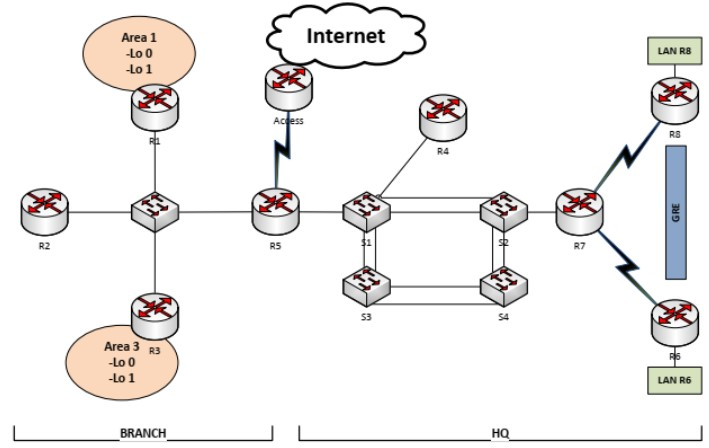 Area 1
-Lo 0
-Lo 1
Internet
LAN R8
Access
R1
R4
R8
GRE
R2
R5
S1
S2
R7
S3
S4
Area 3
-Lo 0
-Lo 1
R3
R6
LAN R6
BRANCH
HQ